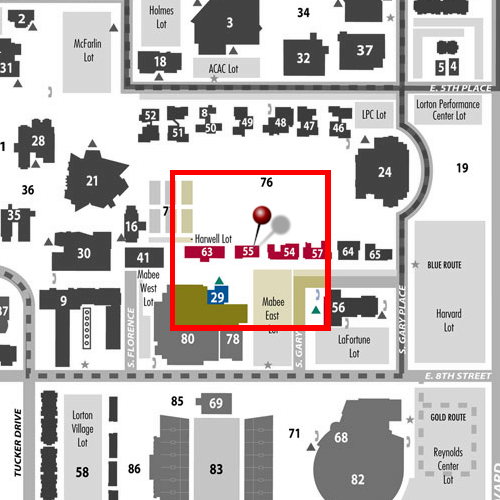 2
Holmes
Lot
3
34
McFarlin
Lot
31
18
ACAC Lot
32
37
5 4
E. 5TH PLACE
52
51
8
50
49
48
47
46
LPC Lot
Lorton Performance
Center Lot
28
1
36
21
24
19
76
7
35
16
Harwell Lot
30
41
63
55
54
57
64
65
BLUE ROUTE
Mabee
West
Lot
29
Mabee
East
Lot
56
9
80
78
S. FLORENCE
S. GARY
S. GARY PLACE
LaFortune
Lot
Harvard
Lot
37
E. 8TH STREET
TUCKER DRIVE
Lorton
Village
Lot
58
85
69
86
83
71
68
82
GOLD ROUTE
Reynolds
Center
Lot
VARD